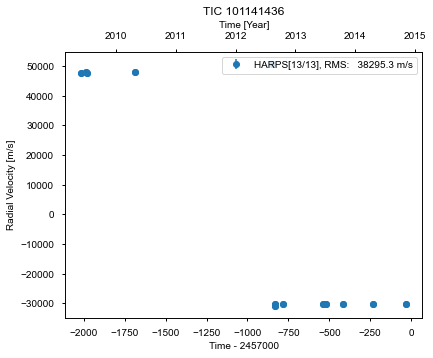 TIC 101141436
Time [Year]
2010 2011 2012 2013 2014 2015
HARPS[13/13], RMS: 38295.3 m/s
Radial Velocity [m/s]
50000
40000
30000
20000
10000
0
−10000
−20000
−30000
−2000 −1750 −1500 −1250 −1000 −750 −500 −250 0
Time - 2457000